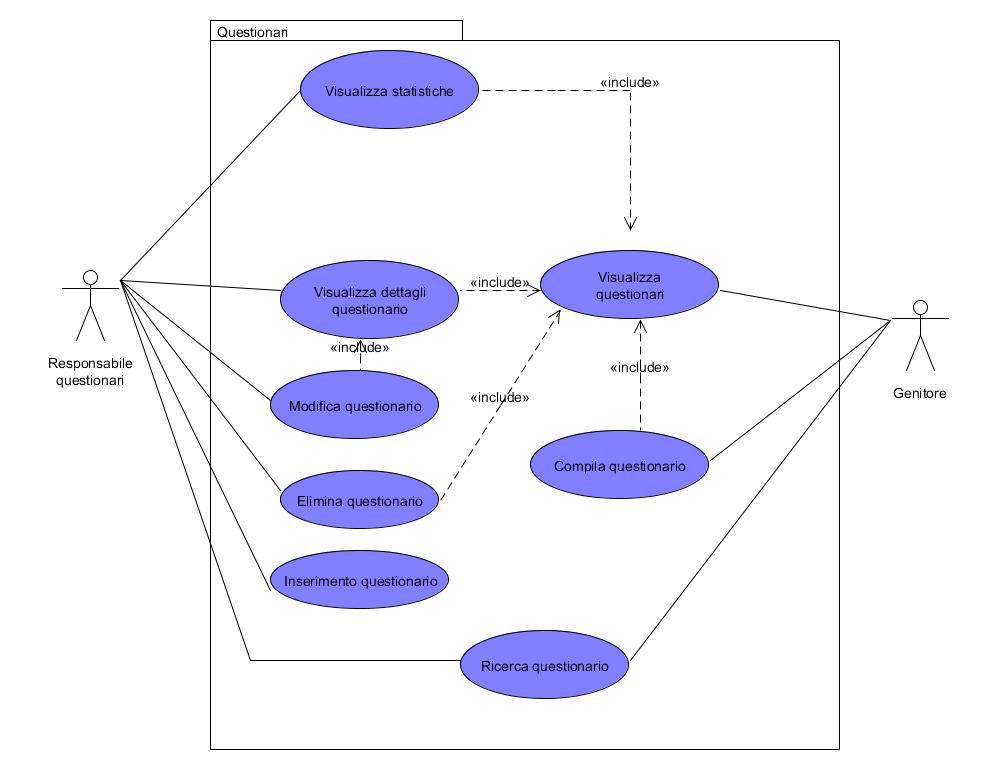 Questionari
Visualizza statistiche
«include»
Visualizza dettagli
questionario
«include»
Visualizza
questionari
Responsabile
questionari
«include»
Modifica questionario
«include»
«include»
Genitore
Compila questionario
Elimina questionario
Inserimento questionario
Ricerca questionario